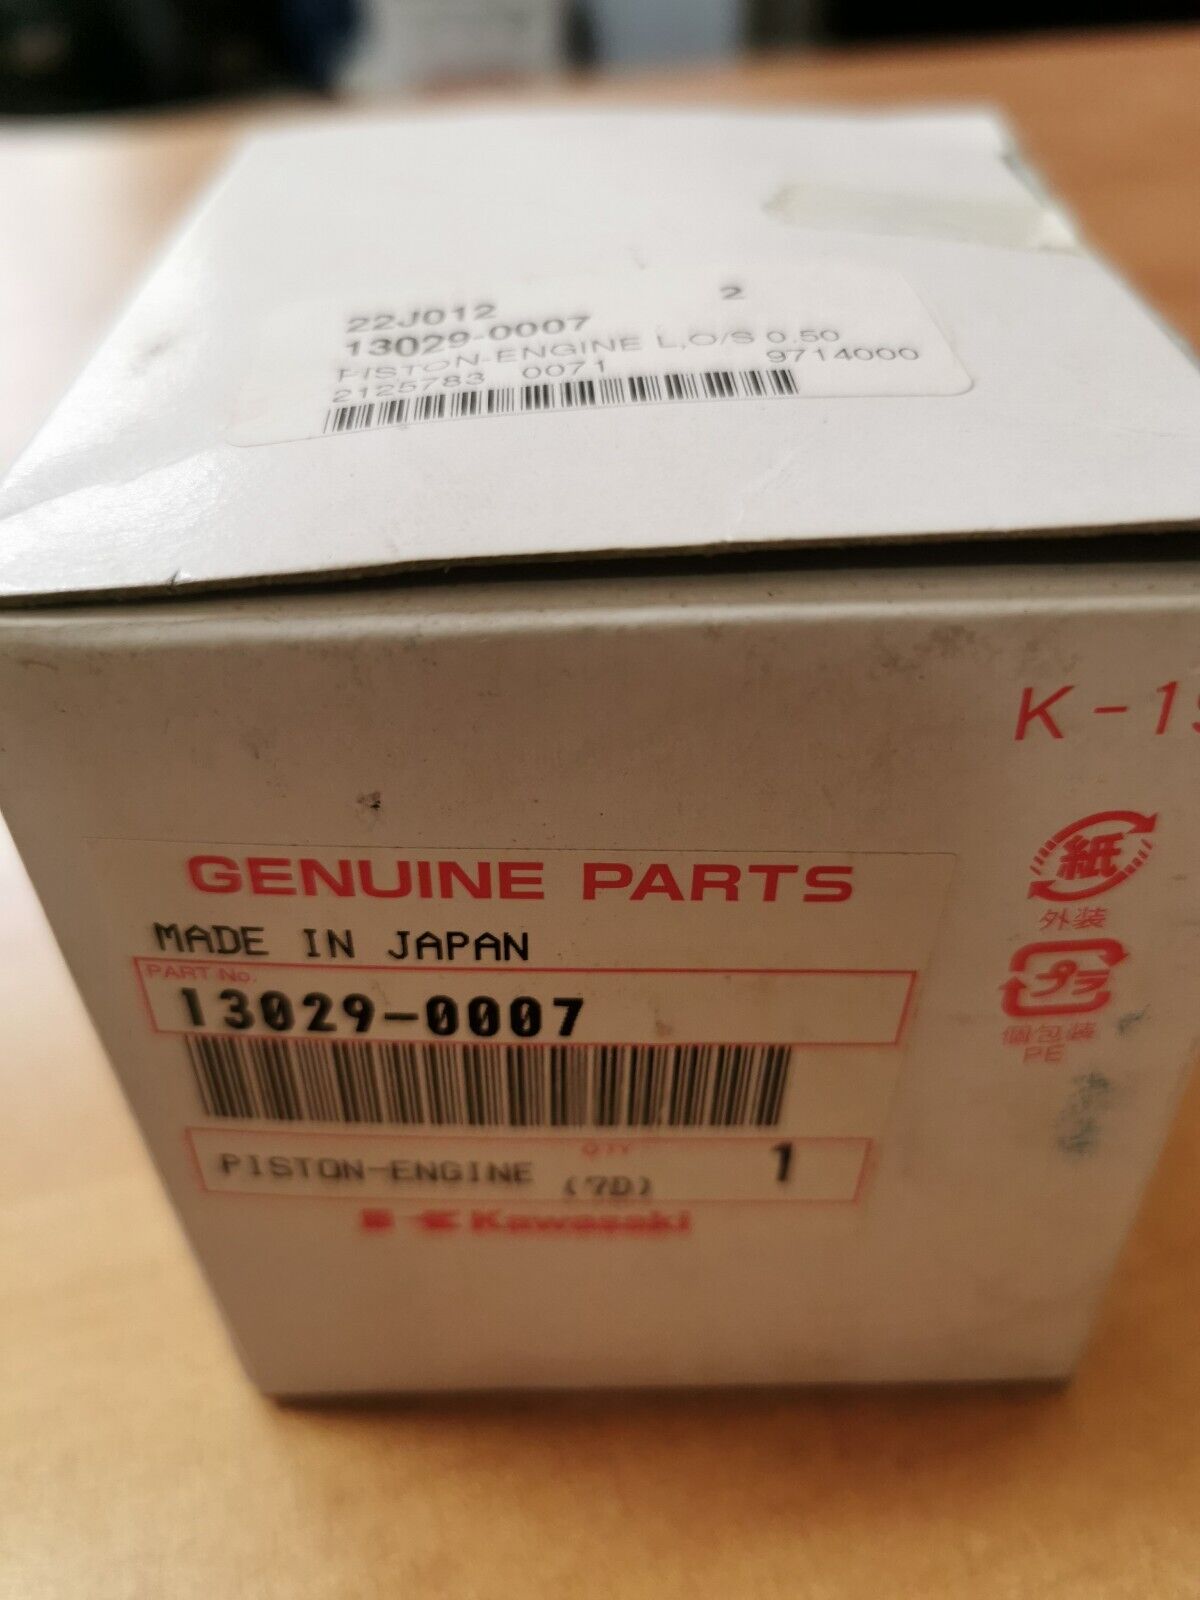 22J012 2
13029-0007
PISTON-ENGINE L,O/S 0.50
2125783 0071 9714000
K-1
GENUINE PARTS
MADE IN JAPAN
PART No.
13029-0007
QTY
PISTON-ENGINE (7D) 1
Kawasaki
紙
外装
プラ
個包装
PE